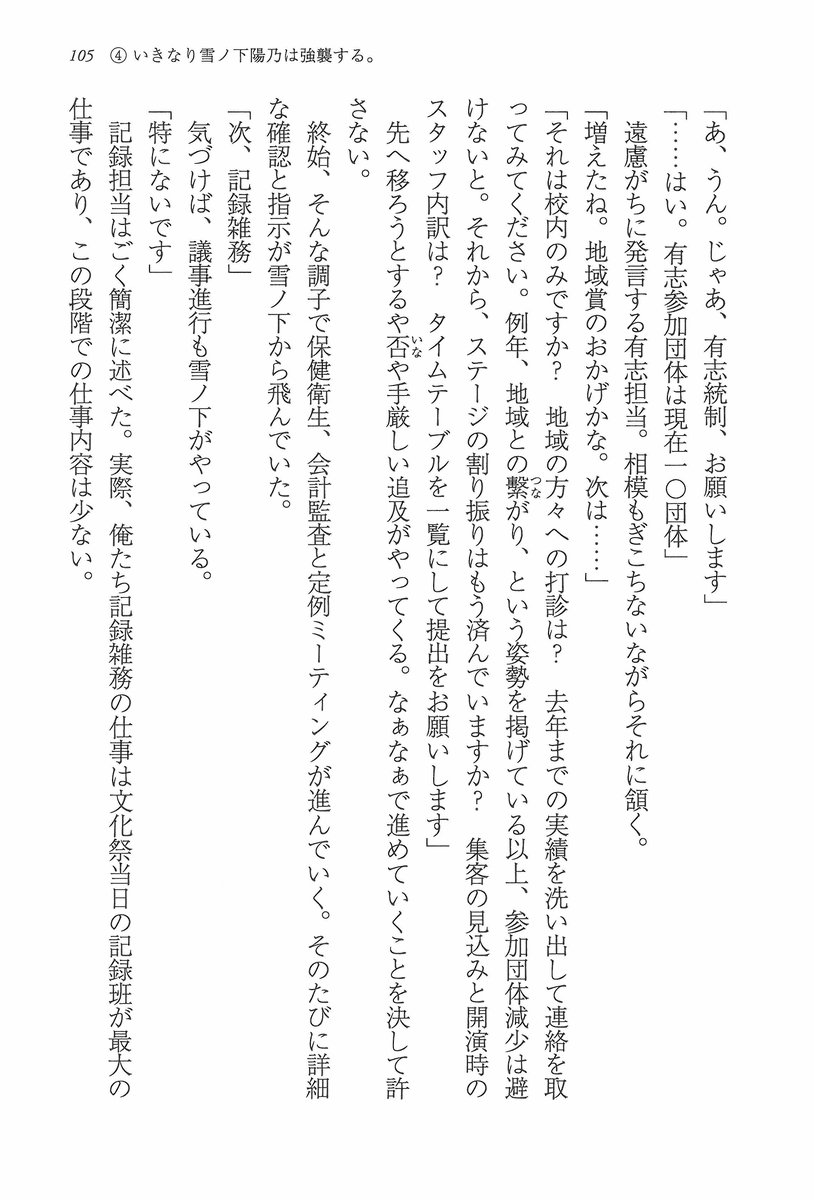 105 ④ いきなり雪ノ下陽乃は強襲する。
「あ、うん。じゃあ、有志統制、お願いします」
「……はい。有志参加団体は現在一〇団体」
遠慮がちに発言する有志担当。相模もぎこちないながらそれに頷く。
「増えたね。地域賞のおかげかな。次は……」
「それは校内のみですか？　地域の方々への打診は？　去年までの実績を洗い出して連絡を取
ってみてください。例年、地域との繋がり、という姿勢を掲げている以上、参加団体減少は避
つな
けないと。それから、ステージの割り振りはもう済んでいますか？　集客の見込みと開演時の
スタッフ内訳は？　タイムテーブルを一覧にして提出をお願いします」
先へ移ろうとするや否や手厳しい追及がやってくる。なぁなぁで進めていくことを決して許
いな
さない。
終始、そんな調子で保健衛生、会計監査と定例ミーティングが進んでいく。そのたびに詳細
な確認と指示が雪ノ下から飛んでいた。
「次、記録雑務」
気づけば、議事進行も雪ノ下がやっている。
「特にないです」
記録担当はごく簡潔に述べた。実際、俺たち記録雑務の仕事は文化祭当日の記録班が最大の
仕事であり、この段階での仕事内容は少ない。